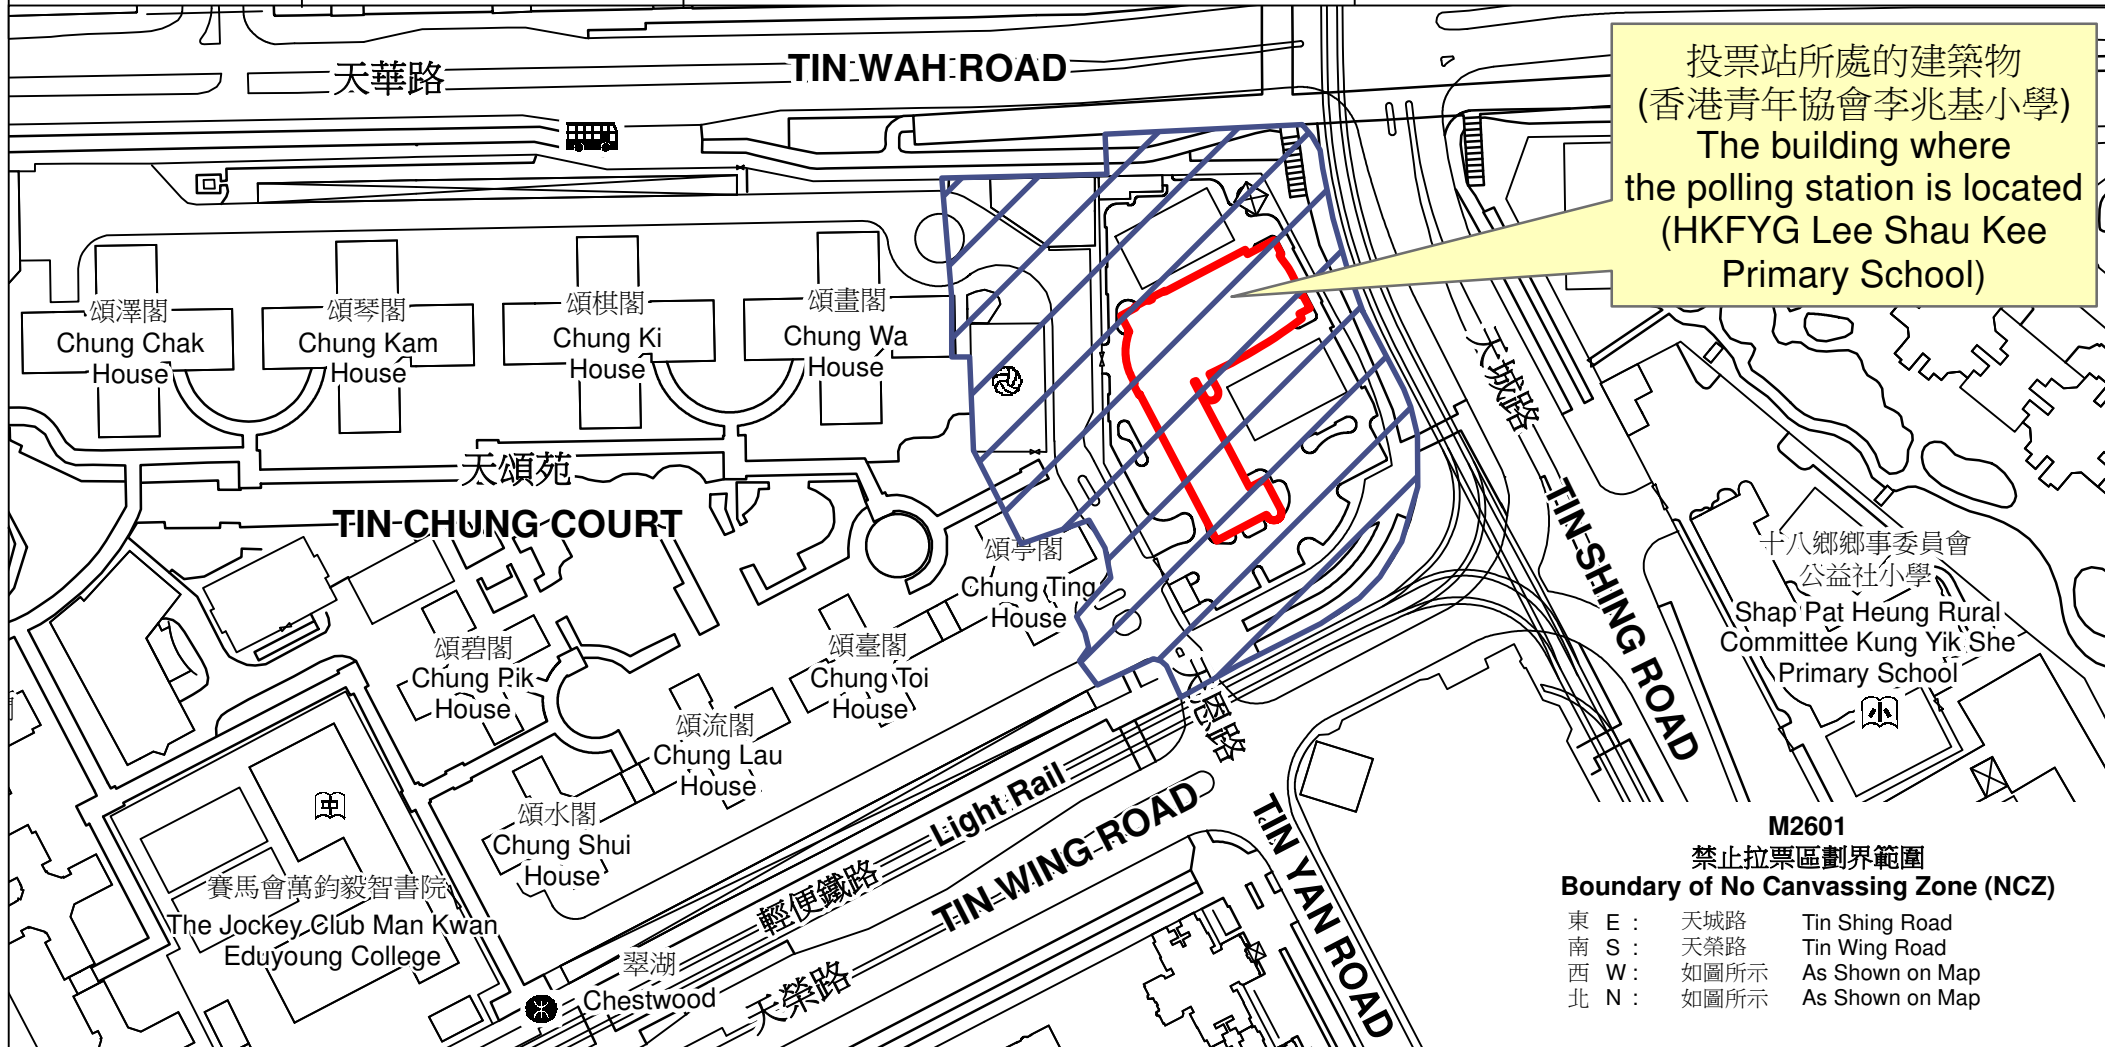 天華路
TIN WAH ROAD
投票站所處的建築物
(香港青年協會李兆基小學)
The building where
the polling station is located
(HKFYG Lee Shau Kee
Primary School)
頌澤閣
Chung Chak
House
頌琴閣
Chung Kam
House
頌棋閣
Chung Ki
House
頌畫閣
Chung Wa
House
天城路
TIN SHING ROAD
天頌苑
TIN CHUNG COURT
頌亭閣
Chung Ting
House
十八鄉鄉事委員會
公益社小學
Shap Pat Heung Rural
Committee Kung Yik She
Primary School
小
頌碧閣
Chung Pik
House
頌臺閣
Chung Toi
House
頌流閣
Chung Lau
House
頌水閣
Chung Shui
House
中
賽馬會萬鈞毅智書院
The Jockey Club Man Kwan
Eduyoung College
輕便鐵路
Light Rail
天恩路
TIN YAN ROAD
天榮路
TIN WING ROAD
翠湖
Chestwood
M2601
禁止拉票區劃界範圍
Boundary of No Canvassing Zone (NCZ)
東 E : 天城路 Tin Shing Road
南 S : 天榮路 Tin Wing Road
西 W : 如圖所示 As Shown on Map
北 N : 如圖所示 As Shown on Map